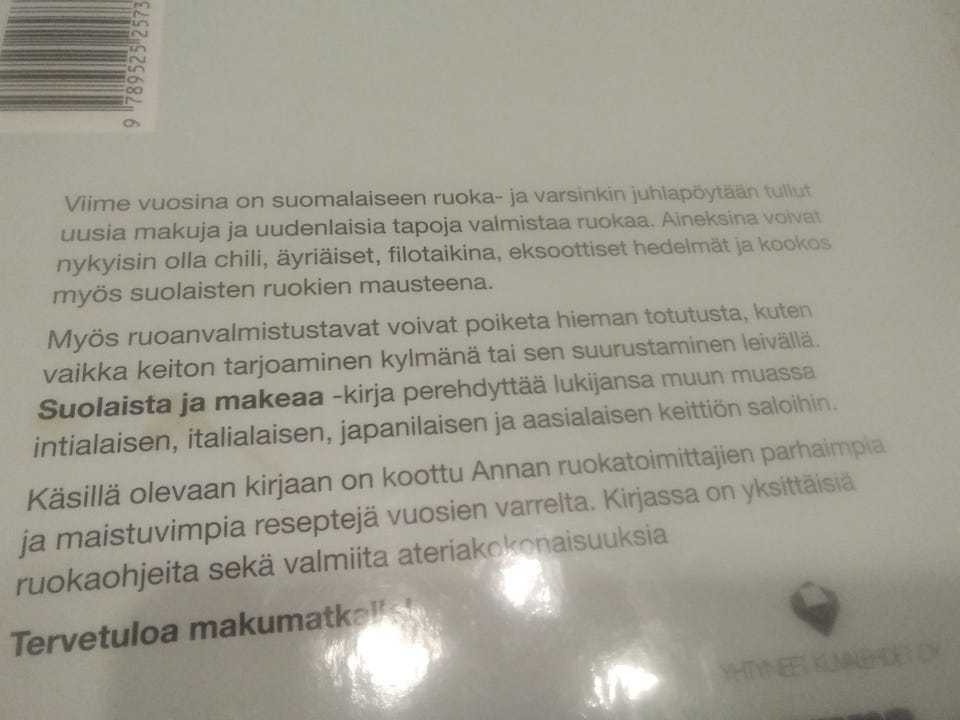 9 789525 2573
Viime vuosina on suomalaiseen ruoka- ja varsinkin juhlapöytään tullut
uusia makuja ja uudenlaisia tapoja valmistaa ruokaa. Aineksina voivat
nykyisin olla chili, äyriäiset, filotaikina, eksoottiset hedelmät ja kookos
myös suolaisten ruokien mausteena.
Myös ruoanvalmistustavat voivat poiketa hieman totutusta, kuten
vaikka keiton tarjoaminen kylmänä tai sen suurustaminen leivällä.
Suolaista ja makeaa -kirja perehdyttää lukijansa muun muassa
intialaisen, italialaisen, japanilaisen ja aasialaisen keittiön saloihin.
Käsillä olevaan kirjaan on koottu Annan ruokatoimittajien parhaimpia
ja maistuvimpia reseptejä vuosien varrelta. Kirjassa on yksittäisiä
ruokaohjeita sekä valmiita ateriakokonaisuuksia
Tervetuloa makumatkalle!
YHTYNEET KUVALEHDET OY